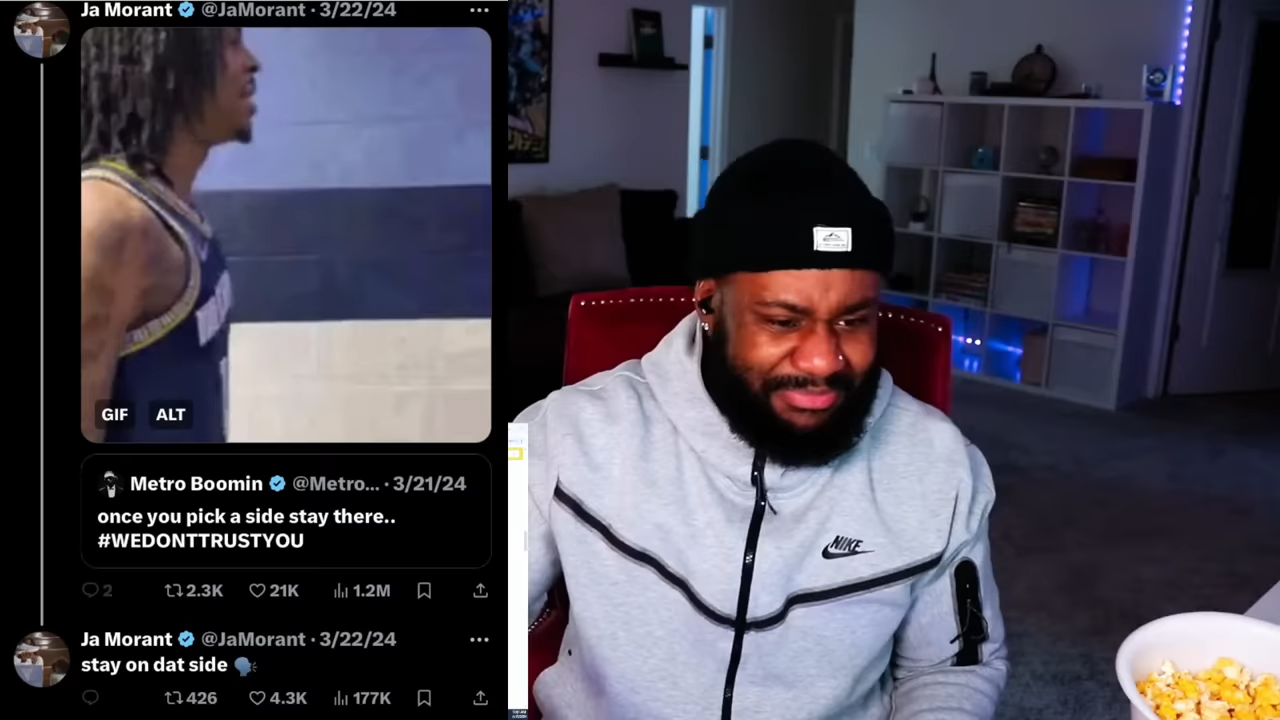 Ja Morant @JaMorant · 3/22/24
GIF ALT
Metro Boomin @Metro... · 3/21/24
once you pick a side stay there..
#WEDONTTRUSTYOU
2 2.3K 21K 1.2M
Ja Morant @JaMorant · 3/22/24
stay on dat side
426 4.3K 177K
NIKE